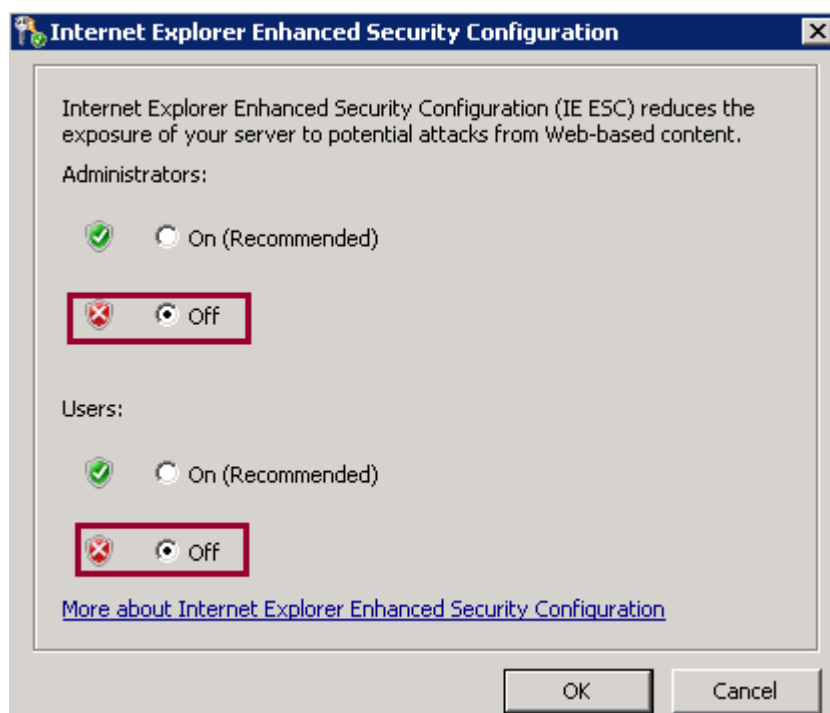 Internet Explorer Enhanced Security Configuration
Internet Explorer Enhanced Security Configuration (IE ESC) reduces the
exposure of your server to potential attacks from Web-based content.
Administrators:
On (Recommended)
Off
Users:
On (Recommended)
Off
More about Internet Explorer Enhanced Security Configuration
OK Cancel